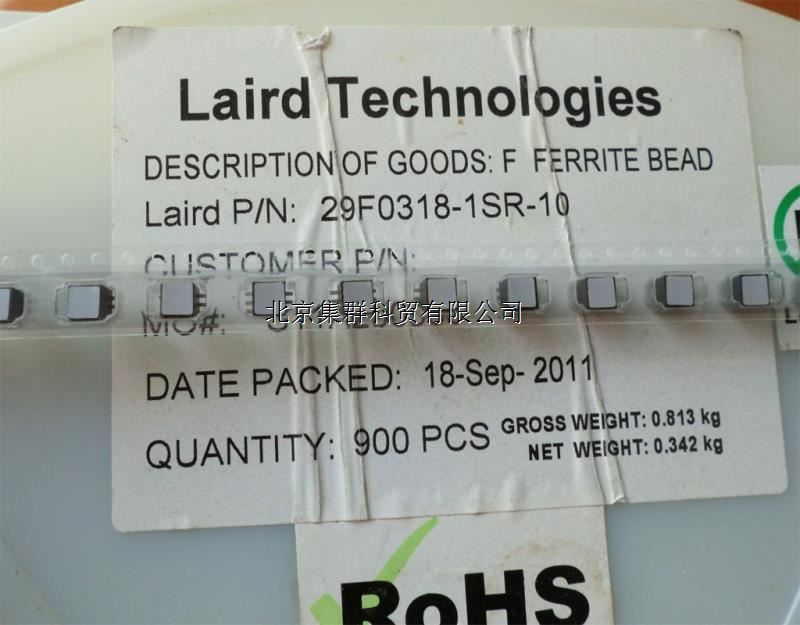 Laird Technologies
DESCRIPTION OF GOODS: F FERRITE BEAD
Laird P/N: 29F0318-1SR-10
CUSTOMER P/N:
北京集群科贸有限公司
MO#:
DATE PACKED: 18-Sep- 2011
QUANTITY: 900 PCS
GROSS WEIGHT: 0.813 kg
NET WEIGHT: 0.342 kg
RoHS